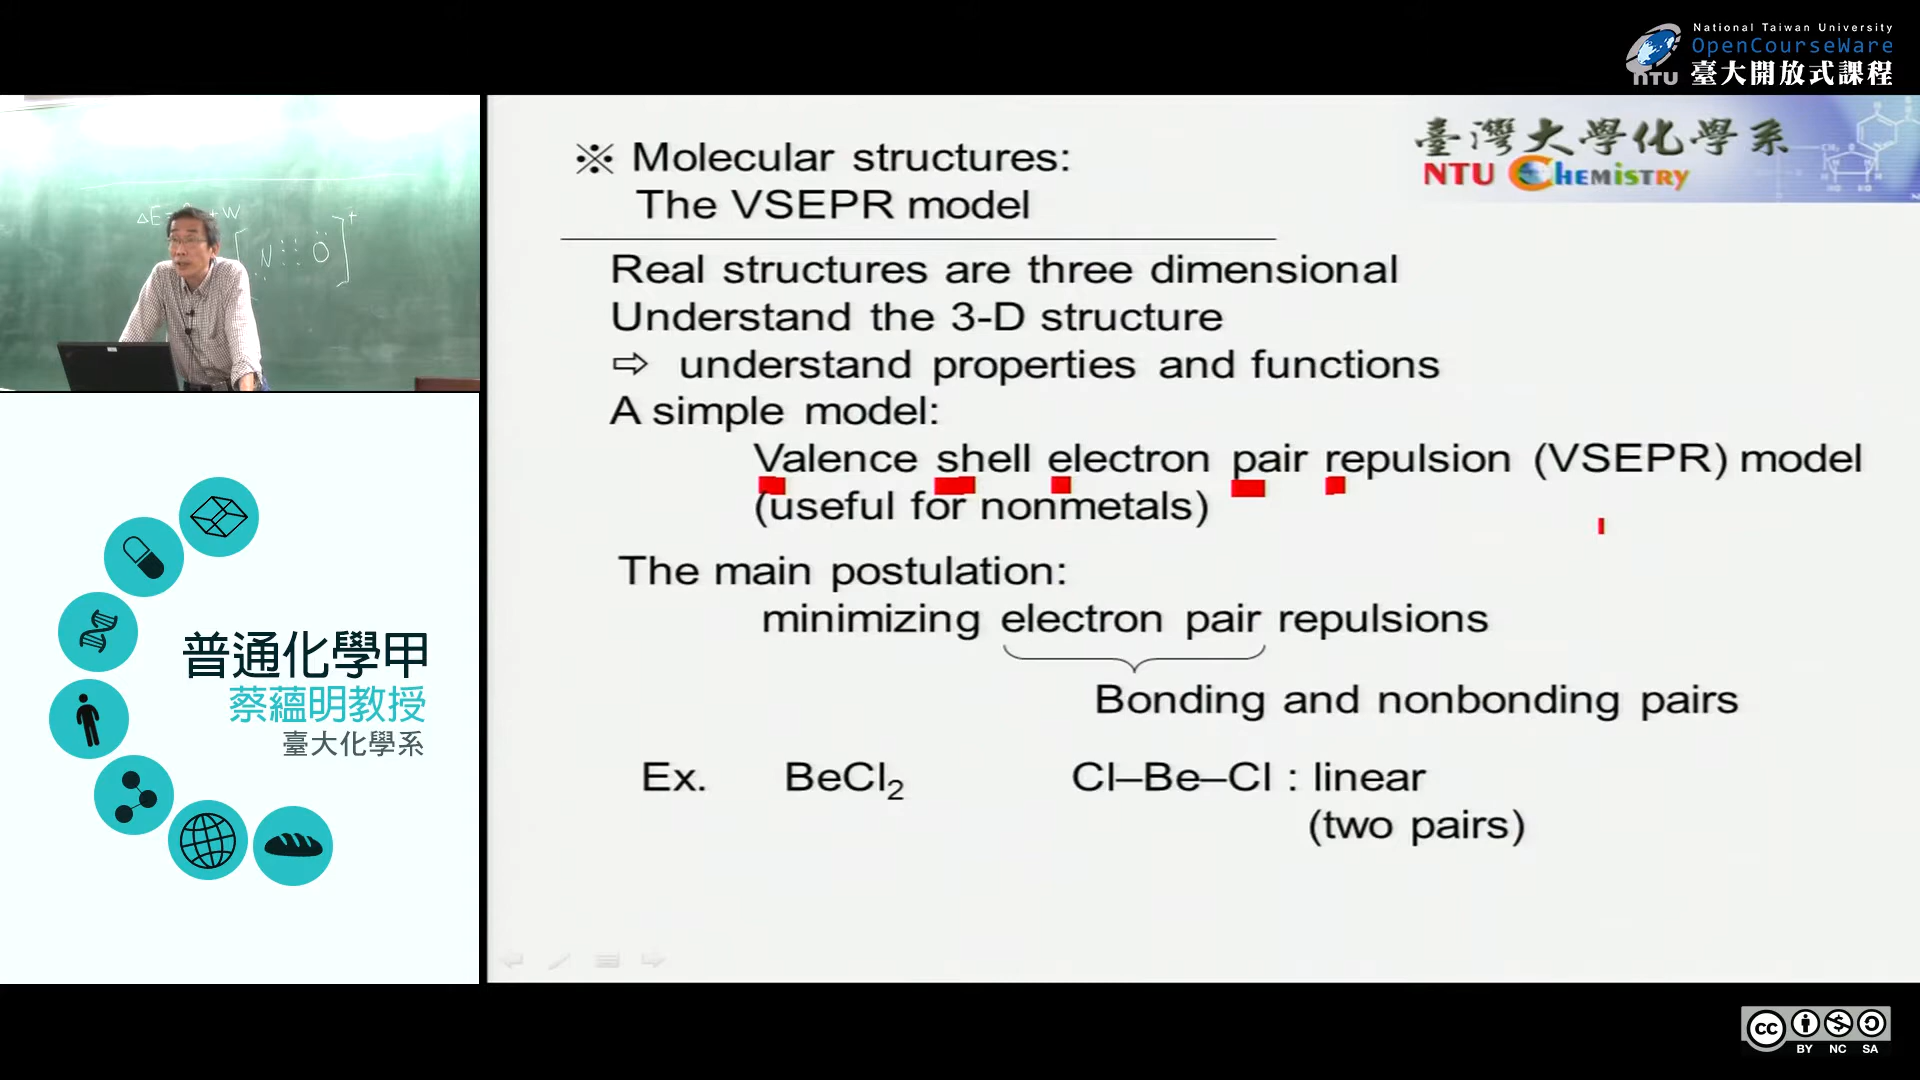 National Taiwan University
OpenCourseWare
臺大開放式課程
NTU
臺灣大學化學系
NTU Chemistry
※ Molecular structures:
The VSEPR model
Real structures are three dimensional
Understand the 3-D structure
⇨ understand properties and functions
A simple model:
Valence shell electron pair repulsion (VSEPR) model
(useful for nonmetals)
The main postulation:
minimizing electron pair repulsions
Bonding and nonbonding pairs
Ex. BeCl₂ Cl–Be–Cl : linear
(two pairs)
普通化學甲
蔡蘊明教授
臺大化學系
cc
BY NC SA